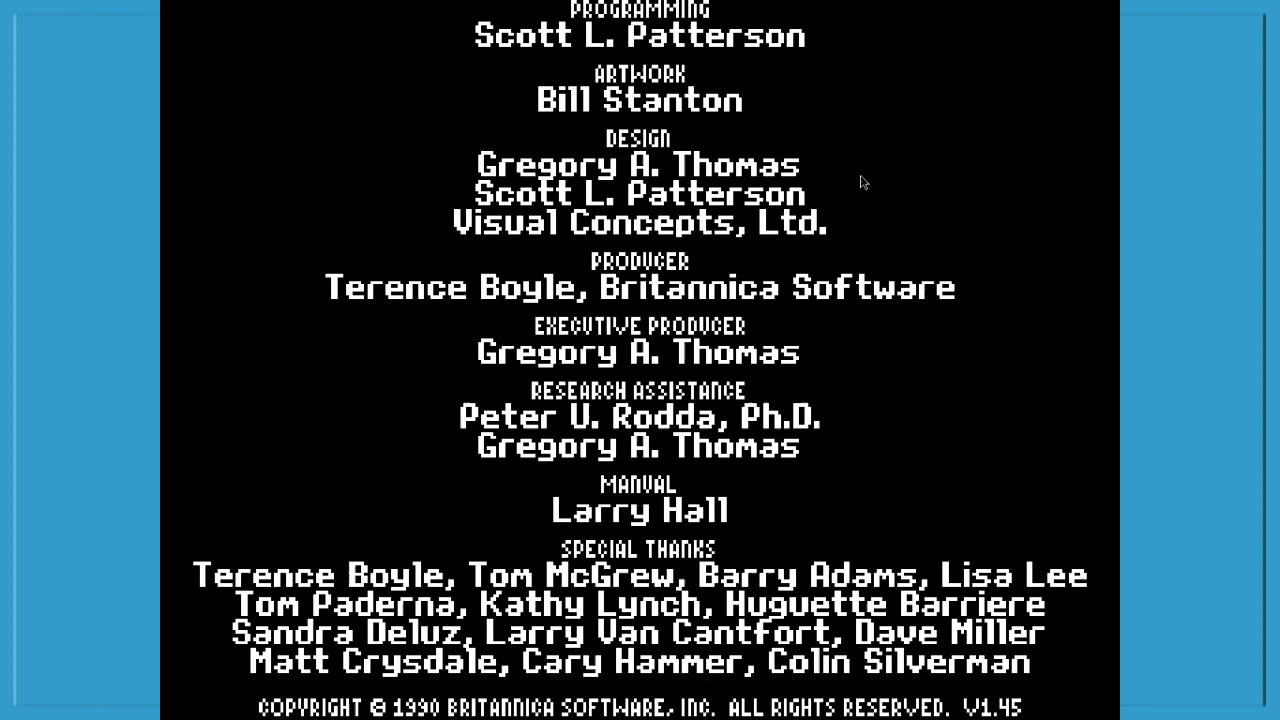 PROGRAMMING
Scott L. Patterson
ARTWORK
Bill Stanton
DESIGN
Gregory A. Thomas
Scott L. Patterson
Visual Concepts, Ltd.
PRODUCER
Terence Boyle, Britannica Software
EXECUTIVE PRODUCER
Gregory A. Thomas
RESEARCH ASSISTANCE
Peter U. Rodda, Ph.D.
Gregory A. Thomas
MANUAL
Larry Hall
SPECIAL THANKS
Terence Boyle, Tom McGrew, Barry Adams, Lisa Lee
Tom Paderna, Kathy Lynch, Huguette Barriere
Sandra Deluz, Larry Van Cantfort, Dave Miller
Matt Crysdale, Cary Hammer, Colin Silverman
COPYRIGHT © 1990 BRITANNICA SOFTWARE, INC. ALL RIGHTS RESERVED. V1.45